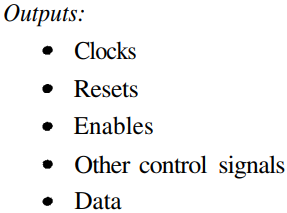 Outputs:
• Clocks
• Resets
• Enables
• Other control signals
• Data